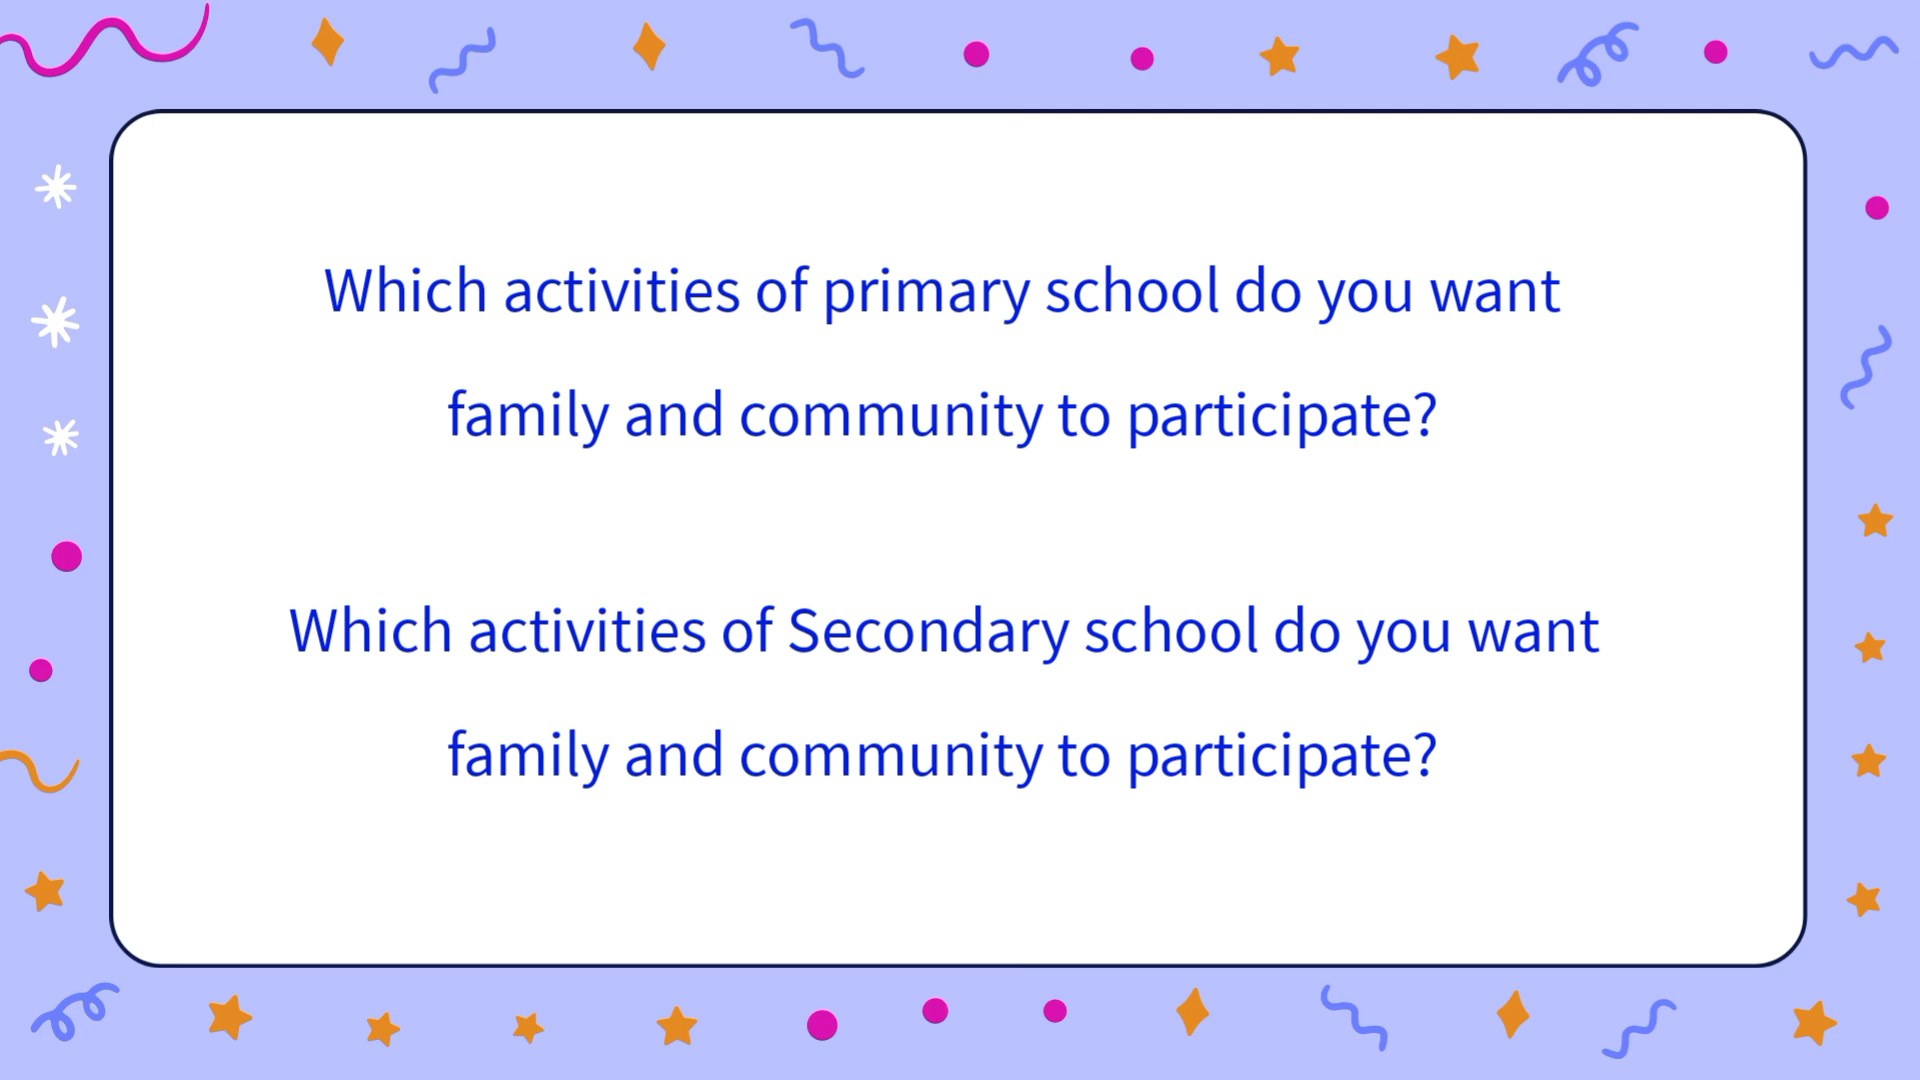 Which activities of primary school do you want
family and community to participate?
Which activities of Secondary school do you want
family and community to participate?